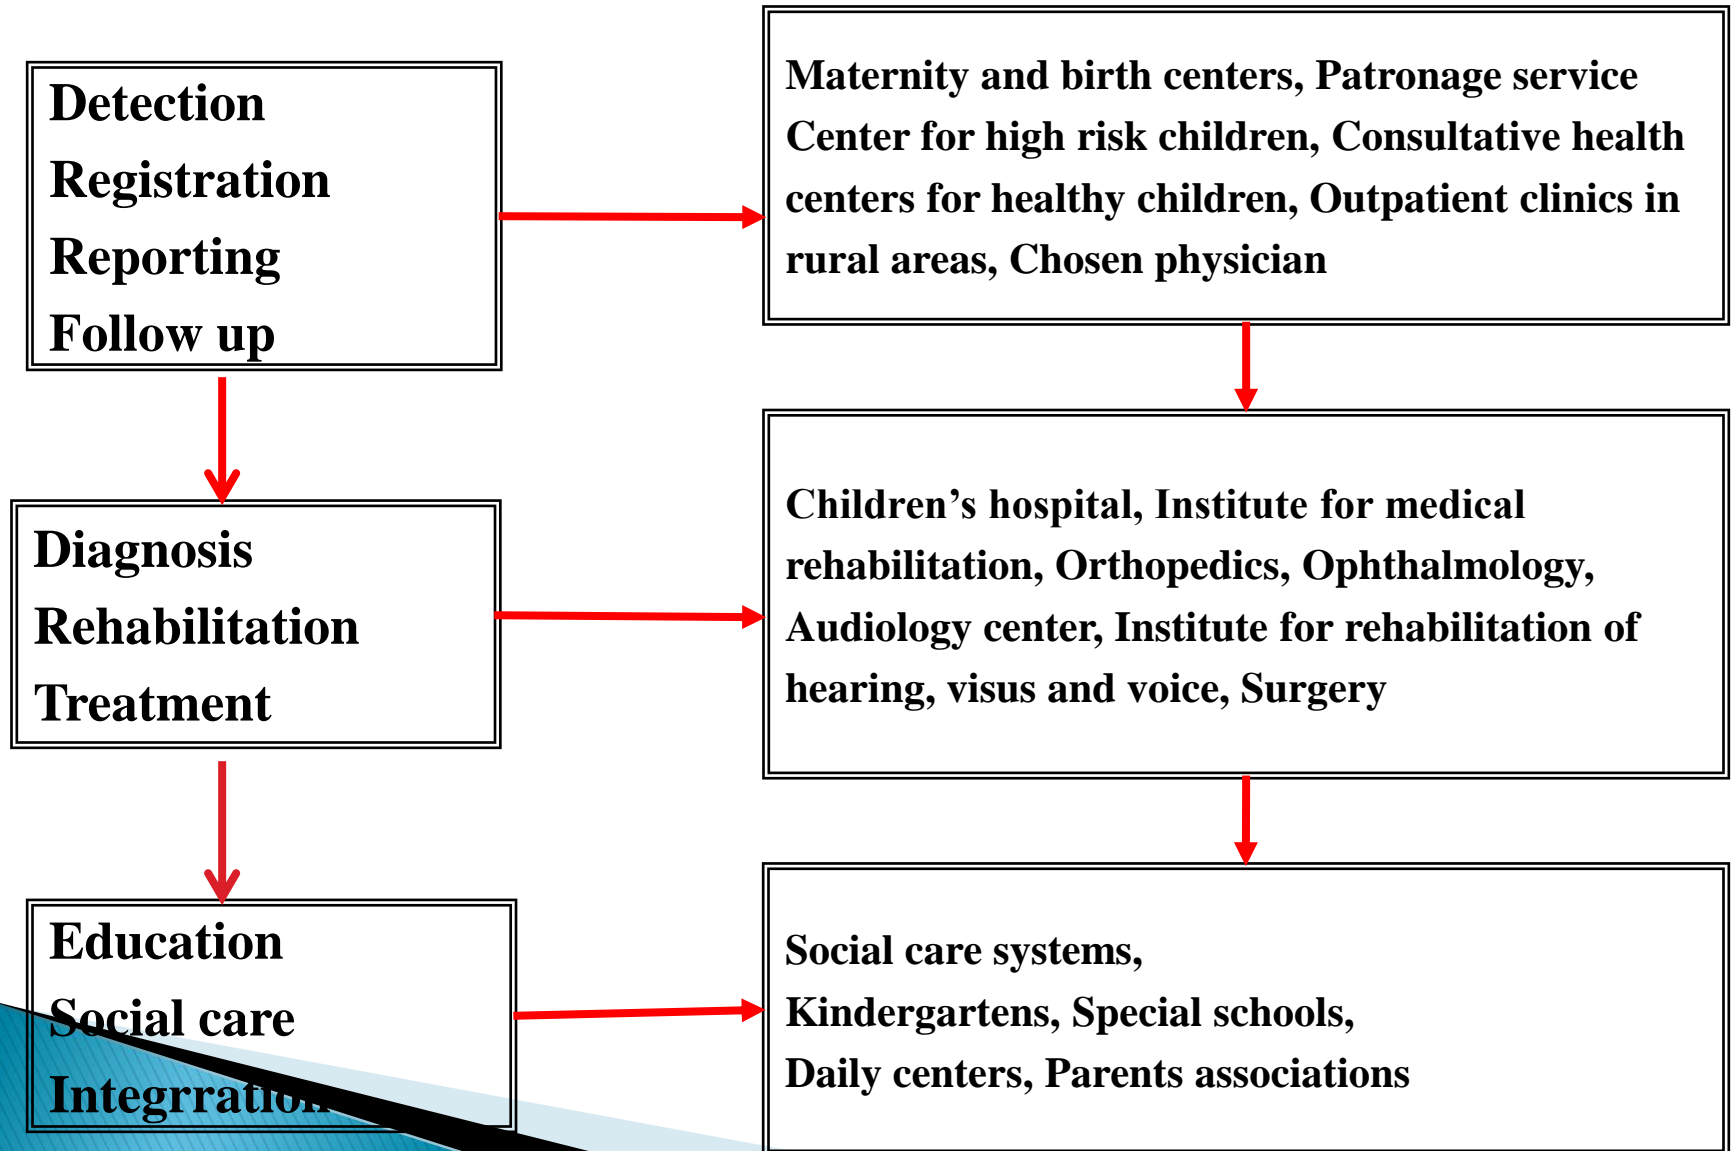 Detection
Registration
Reporting
Follow up
Maternity and birth centers, Patronage service
Center for high risk children, Consultative health
centers for healthy children, Outpatient clinics in
rural areas, Chosen physician
Diagnosis
Rehabilitation
Treatment
Children’s hospital, Institute for medical
rehabilitation, Orthopedics, Ophthalmology,
Audiology center, Institute for rehabilitation of
hearing, visus and voice, Surgery
Education
Social care
Integrration
Social care systems,
Kindergartens, Special schools,
Daily centers, Parents associations